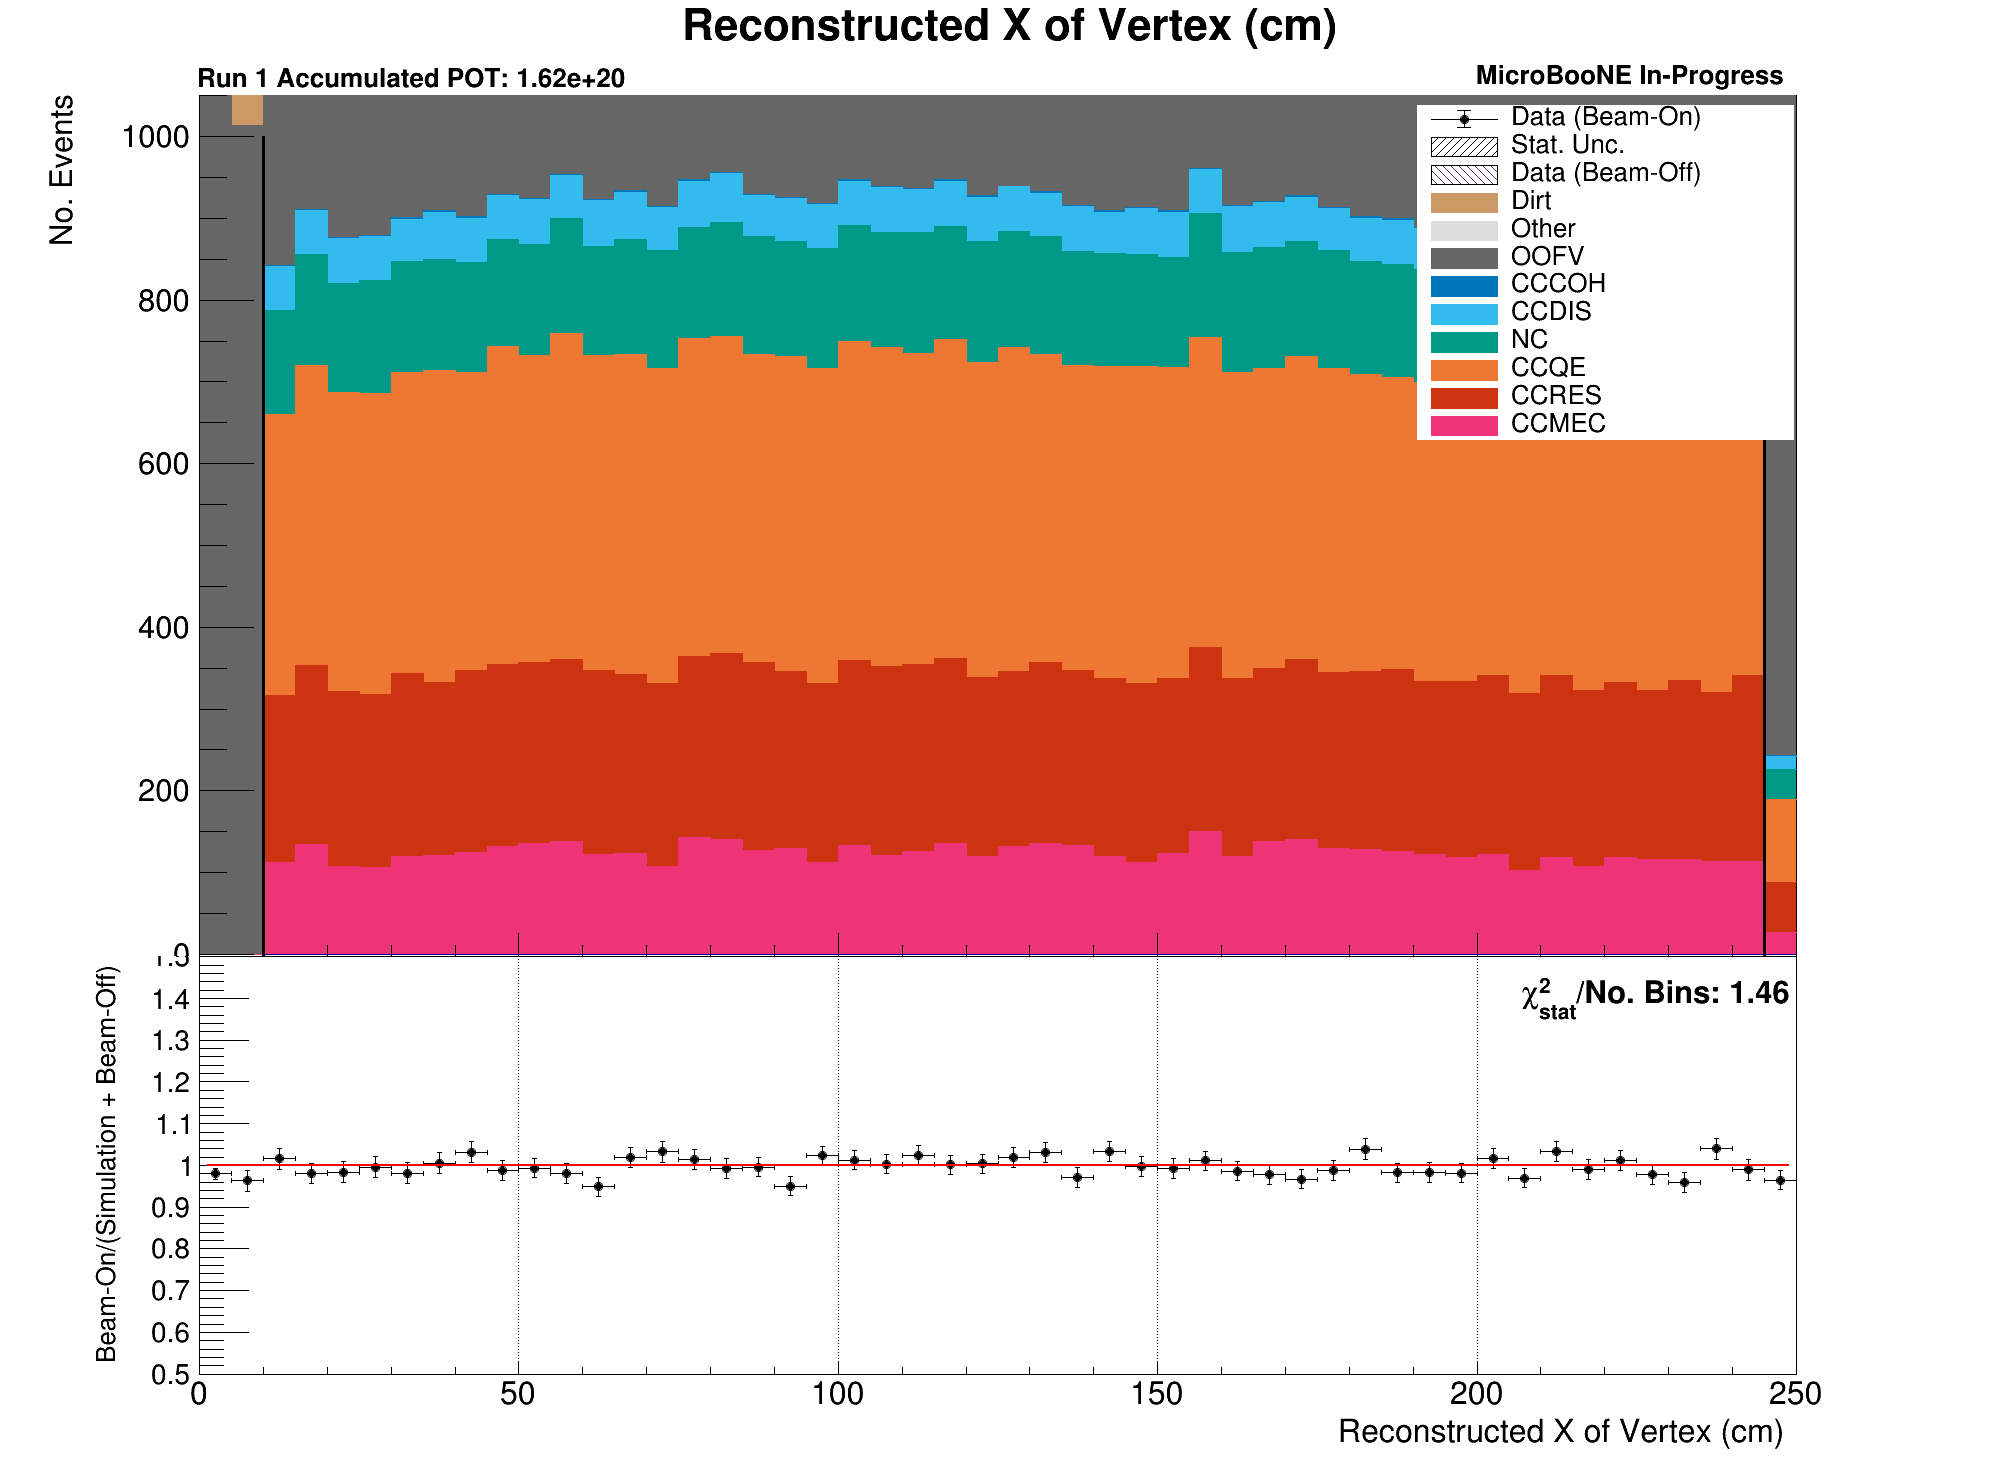 Reconstructed X of Vertex (cm)
Run 1 Accumulated POT: 1.62e+20
MicroBooNE In-Progress
No. Events
1000
800
600
400
200
0
Data (Beam-On)
Stat. Unc.
Data (Beam-Off)
Dirt
Other
OOFV
CCCOH
CCDIS
NC
CCQE
CCRES
CCMEC
Beam-On/(Simulation + Beam-Off)
1.5
1.4
1.3
1.2
1.1
1
0.9
0.8
0.7
0.6
0.5
χ²stat/No. Bins: 1.46
0 50 100 150 200 250
Reconstructed X of Vertex (cm)